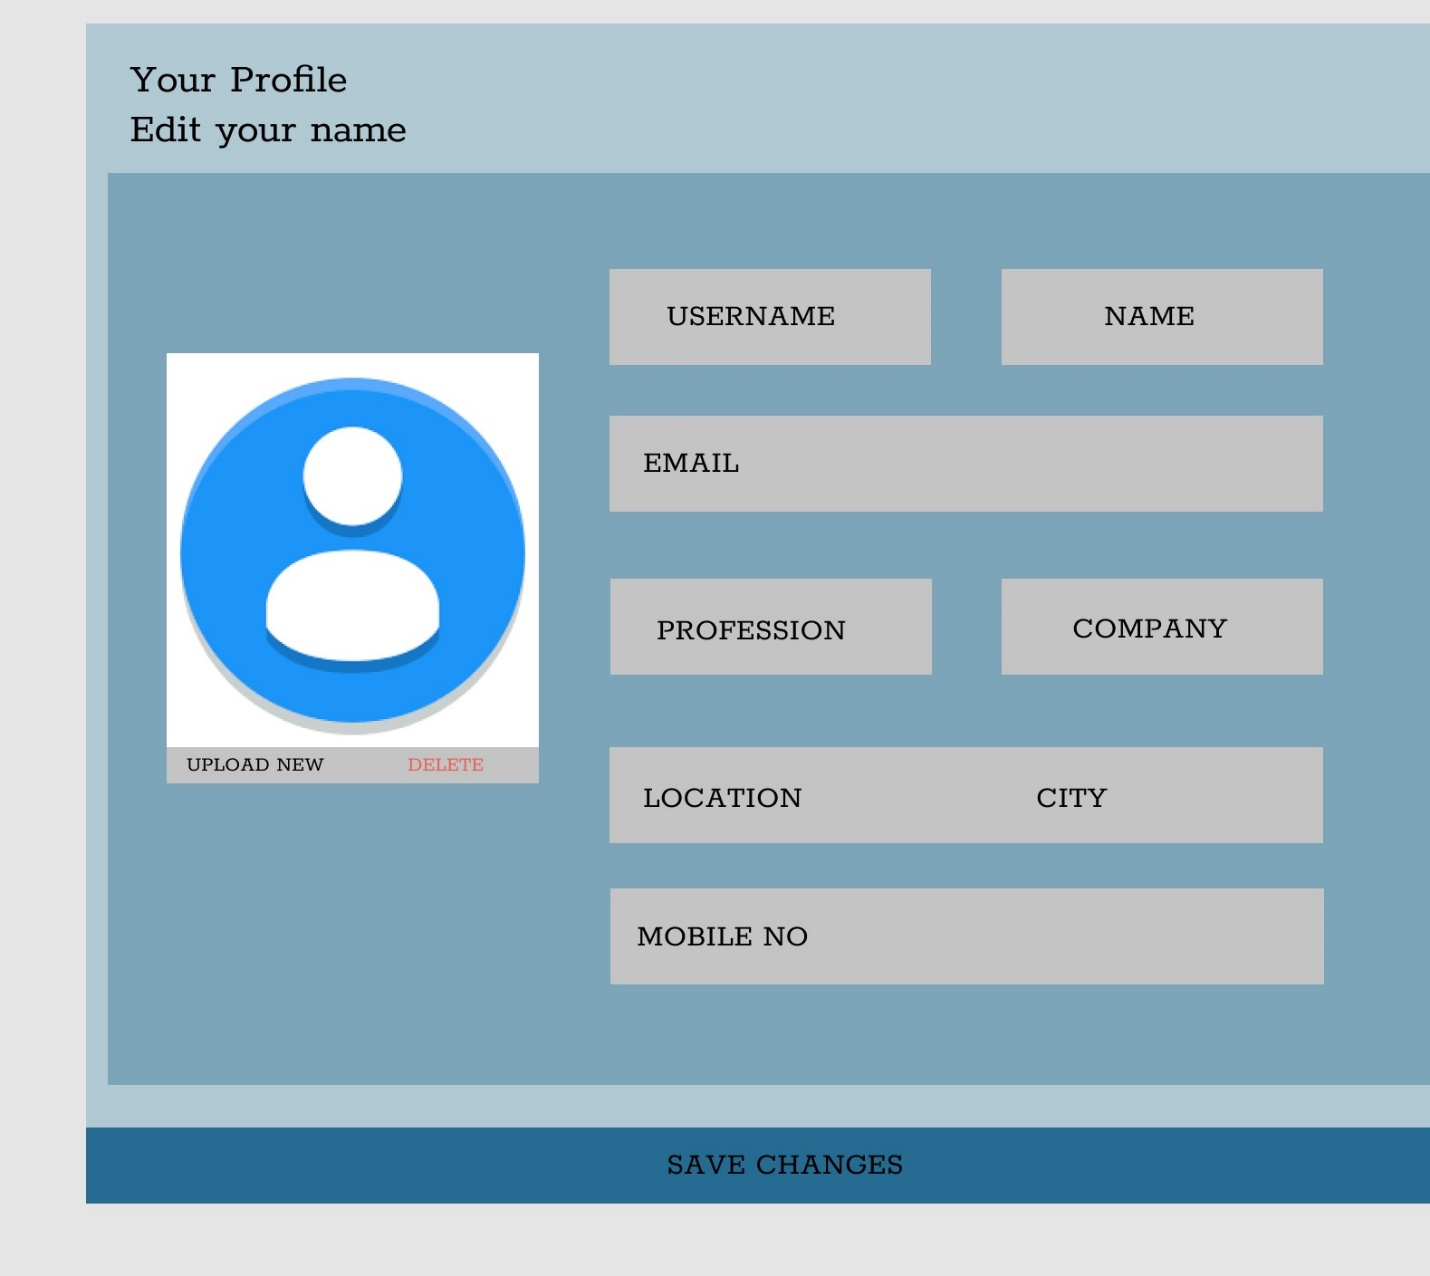 Your Profile
Edit your name
USERNAME
NAME
EMAIL
PROFESSION
COMPANY
UPLOAD NEW
DELETE
LOCATION
CITY
MOBILE NO
SAVE CHANGES